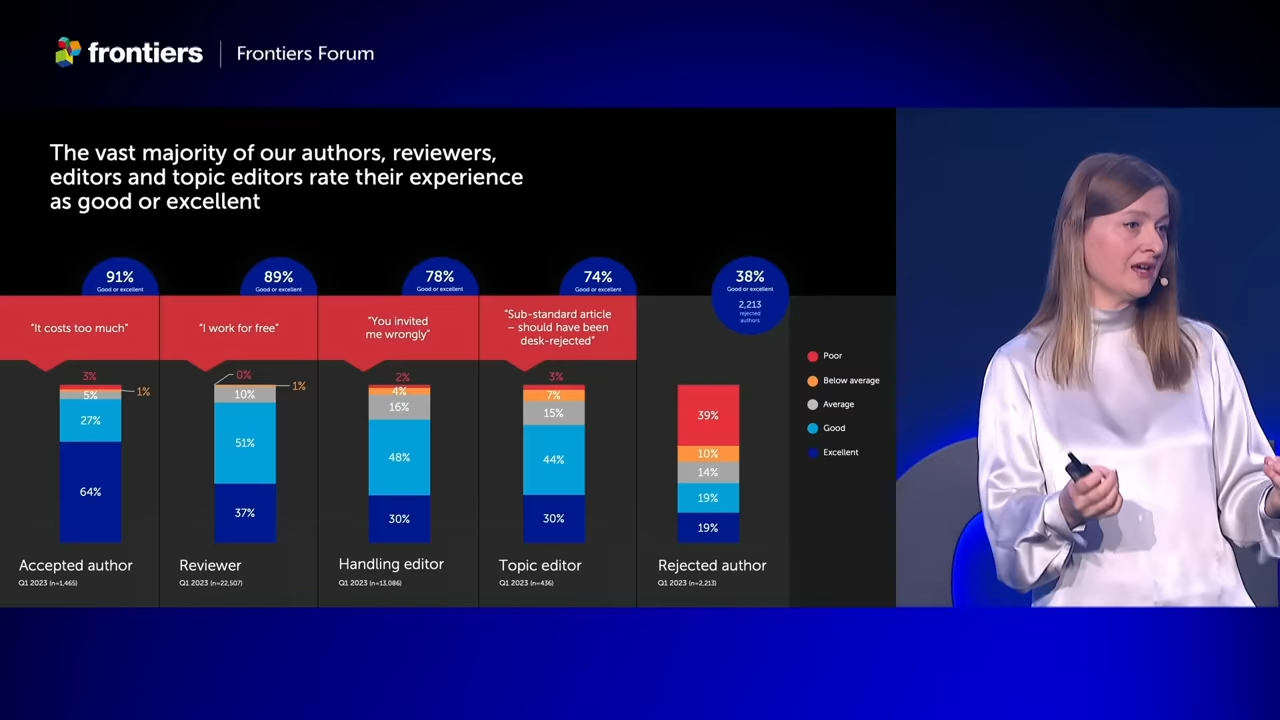 frontiers
Frontiers Forum
The vast majority of our authors, reviewers,
editors and topic editors rate their experience
as good or excellent
91%
Good or excellent
89%
Good or excellent
78%
Good or excellent
74%
Good or excellent
38%
Good or excellent
2,213
rejected
authors
"It costs too much"
"I work for free"
"You invited
me wrongly"
"Sub-standard article
– should have been
desk-rejected"
3%
1%
5%
27%
64%
Accepted author
Q1 2023 (n=1,465)
0%
1%
10%
51%
37%
Reviewer
Q1 2023 (n=22,507)
2%
4%
16%
48%
30%
Handling editor
Q1 2023 (n=13,086)
3%
7%
15%
44%
30%
Topic editor
Q1 2023 (n=436)
39%
10%
14%
19%
19%
Rejected author
Q1 2023 (n=2,213)
Poor
Below average
Average
Good
Excellent